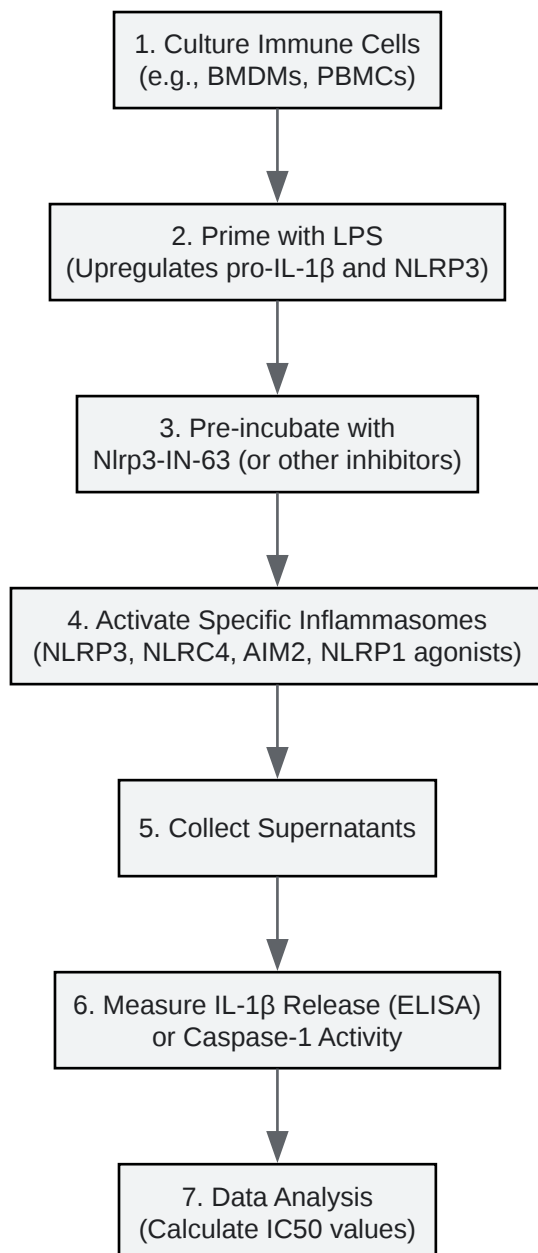 1. Culture Immune Cells
(e.g., BMDMs, PBMCs)
2. Prime with LPS
(Upregulates pro-IL-1β and NLRP3)
3. Pre-incubate with
Nlrp3-IN-63 (or other inhibitors)
4. Activate Specific Inflammasomes
(NLRP3, NLRC4, AIM2, NLRP1 agonists)
5. Collect Supernatants
6. Measure IL-1β Release (ELISA)
or Caspase-1 Activity
7. Data Analysis
(Calculate IC50 values)